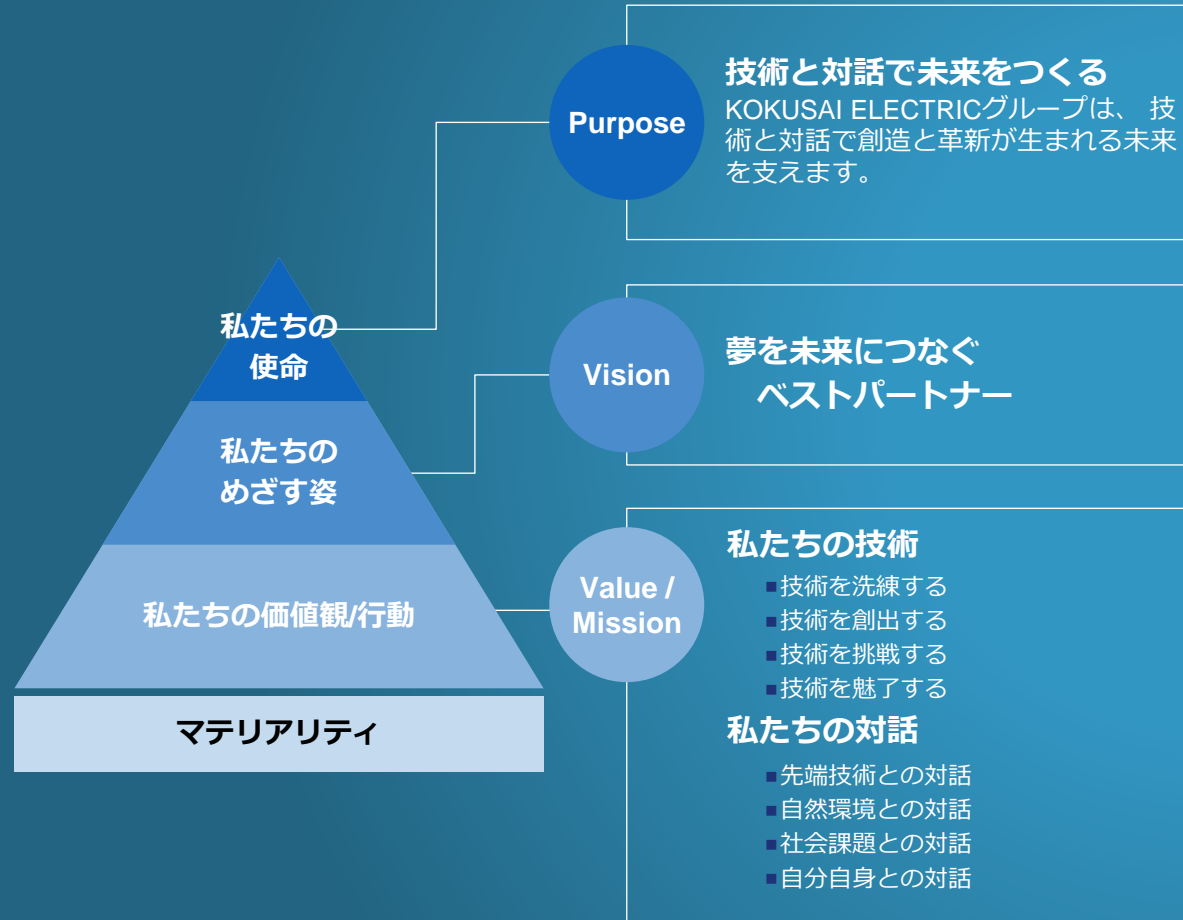 私たちの
使命
私たちの
めざす姿
私たちの価値観/行動
マテリアリティ
Purpose
技術と対話で未来をつくる
KOKUSAI ELECTRICグループは、 技
術と対話で創造と革新が生まれる未来
を支えます。
Vision
夢を未来につなぐ
ベストパートナー
Value /
Mission
私たちの技術
■技術を洗練する
■技術を創出する
■技術を挑戦する
■技術を魅了する
私たちの対話
■先端技術との対話
■自然環境との対話
■社会課題との対話
■自分自身との対話